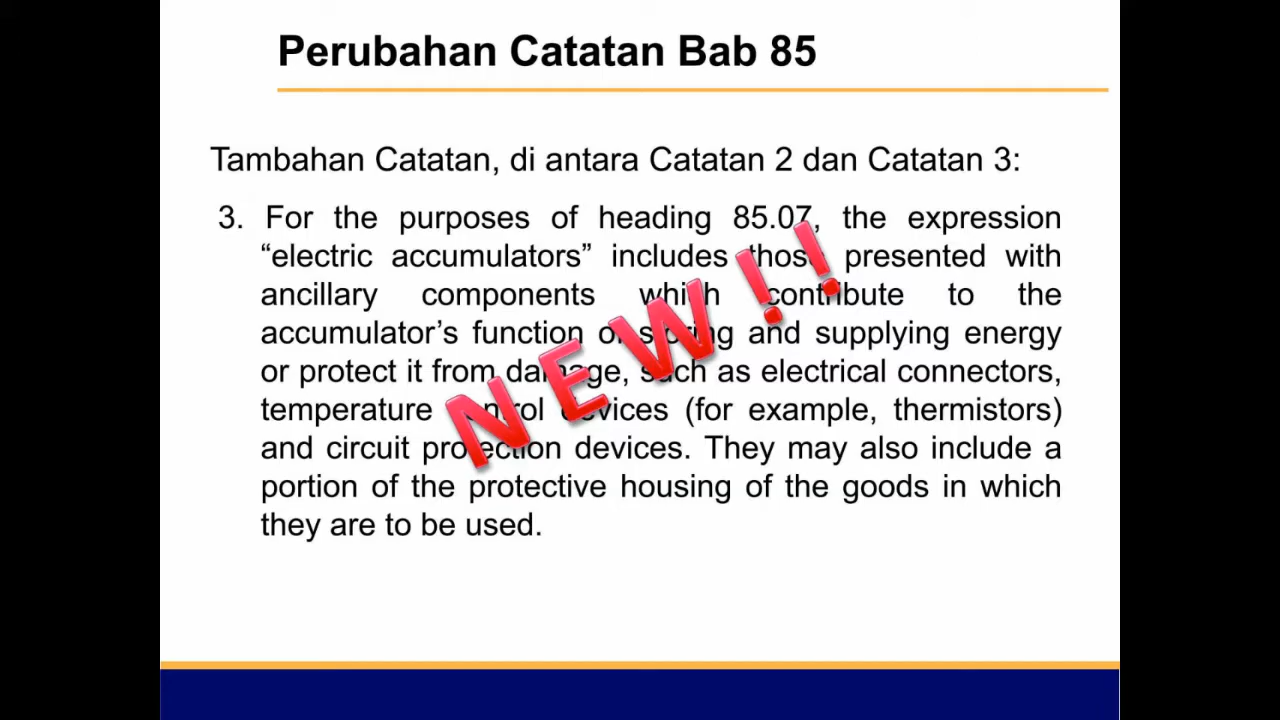 Perubahan Catatan Bab 85
Tambahan Catatan, di antara Catatan 2 dan Catatan 3:
3. For the purposes of heading 85.07, the expression
“electric accumulators” includes those presented with
ancillary components which contribute to the
accumulator’s function of storing and supplying energy
or protect it from damage, such as electrical connectors,
temperature control devices (for example, thermistors)
and circuit protection devices. They may also include a
portion of the protective housing of the goods in which
they are to be used.
NEW!!